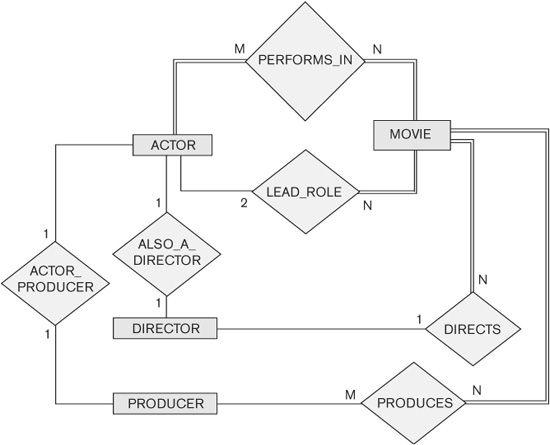 M
N
PERFORMS_IN
MOVIE
ACTOR
LEAD_ROLE
2
N
1
1
ALSO_A_
DIRECTOR
ACTOR_
PRODUCER
N
1
1
DIRECTOR
1
DIRECTS
PRODUCER
M
N
PRODUCES